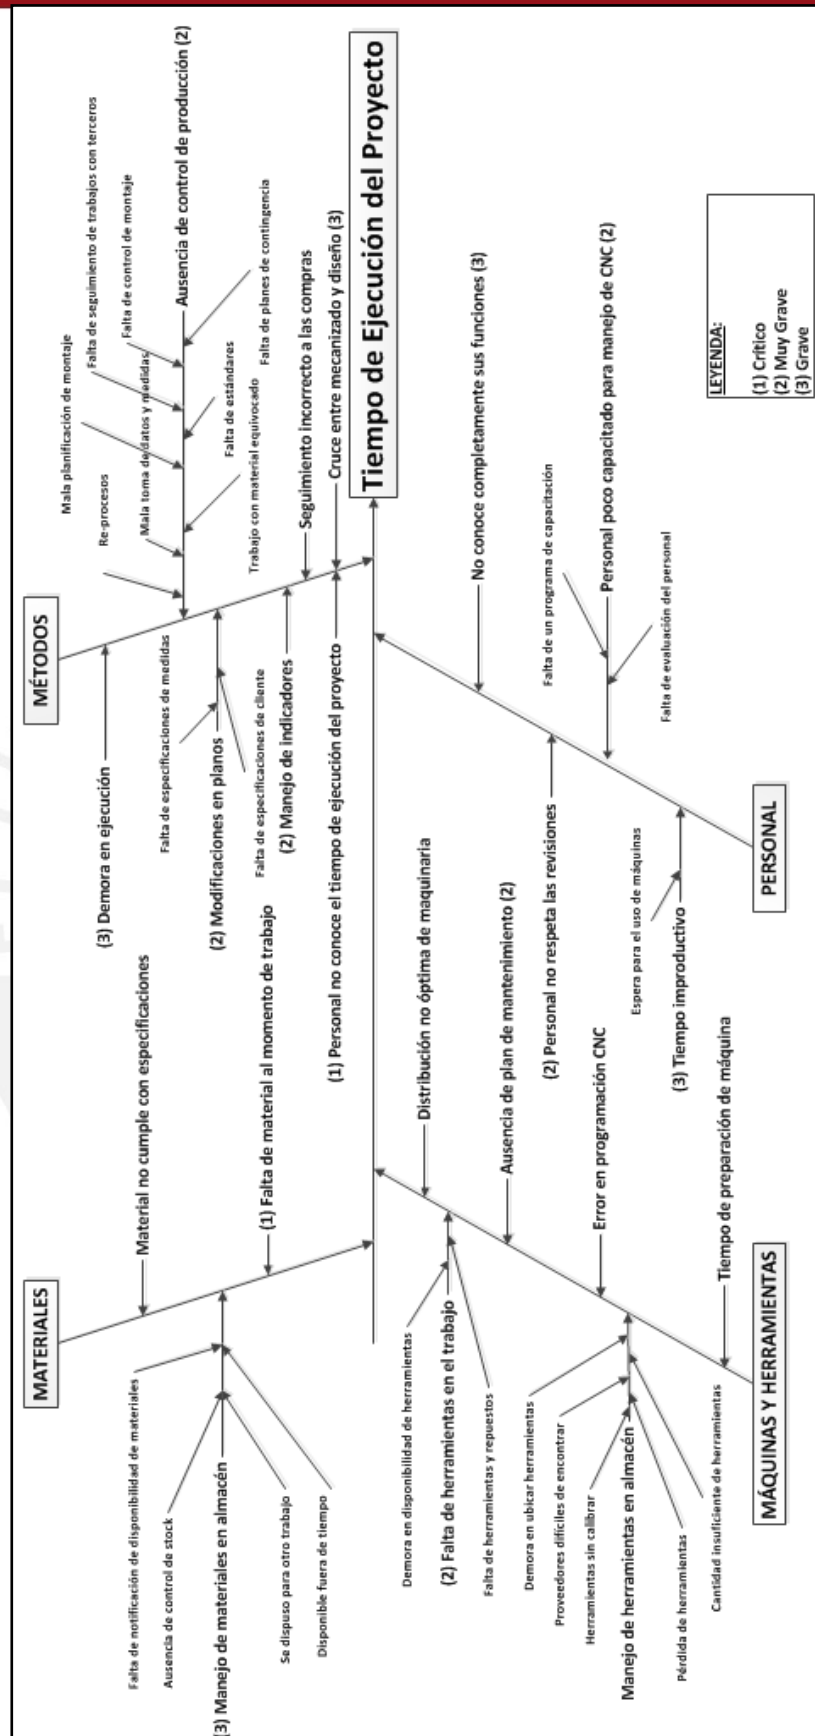 MATERIALES
Material no cumple con especificaciones
Falta de notificación de disponibilidad de materiales
Ausencia de control de stock
(3) Manejo de materiales en almacén
Se dispuso para otro trabajo
Disponible fuera de tiempo
(1) Falta de material al momento de trabajo
MÉTODOS
(3) Demora en ejecución
Mala planificación de montaje
Falta de seguimiento de trabajos con terceros
Re-procesos
Mala toma de datos y medidas
Falta de control de montaje
Ausencia de control de producción (2)
Trabajo con material equivocado
Falta de estándares
Falta de planes de contingencia
Falta de especificaciones de medidas
(2) Modificaciones en planos
Falta de especificaciones de cliente
(2) Manejo de indicadores
Seguimiento incorrecto a las compras
Cruce entre mecanizado y diseño (3)
(1) Personal no conoce el tiempo de ejecución del proyecto
Tiempo de Ejecución del Proyecto
Distribución no óptima de maquinaria
Demora en disponibilidad de herramientas
(2) Falta de herramientas en el trabajo
Falta de herramientas y repuestos
Ausencia de plan de mantenimiento (2)
Error en programación CNC
Demora en ubicar herramientas
Proveedores difíciles de encontrar
Herramientas sin calibrar
Manejo de herramientas en almacén
Pérdida de herramientas
Cantidad insuficiente de herramientas
Tiempo de preparación de máquina
MÁQUINAS Y HERRAMIENTAS
No conoce completamente sus funciones (3)
(2) Personal no respeta las revisiones
Falta de un programa de capacitación
Personal poco capacitado para manejo de CNC (2)
Falta de evaluación del personal
Espera para el uso de máquinas
(3) Tiempo improductivo
PERSONAL
LEYENDA:
(1) Crítico
(2) Muy Grave
(3) Grave